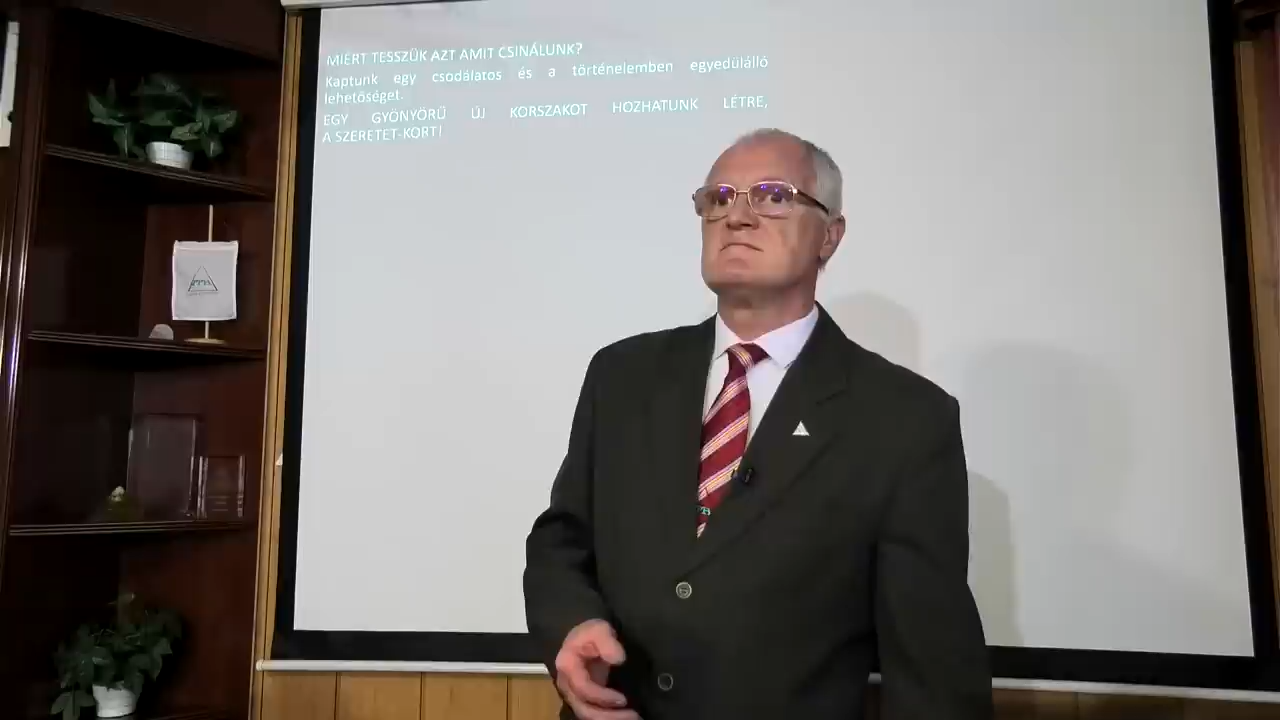 MIÉRT TESSZÜK AZT AMIT CSINÁLUNK?
Kaptunk egy csodálatos és a történelemben egyedülálló
lehetőséget.
EGY GYÖNYÖRŰ ÚJ KORSZAKOT HOZHATUNK LÉTRE,
A SZERETET-KORT!